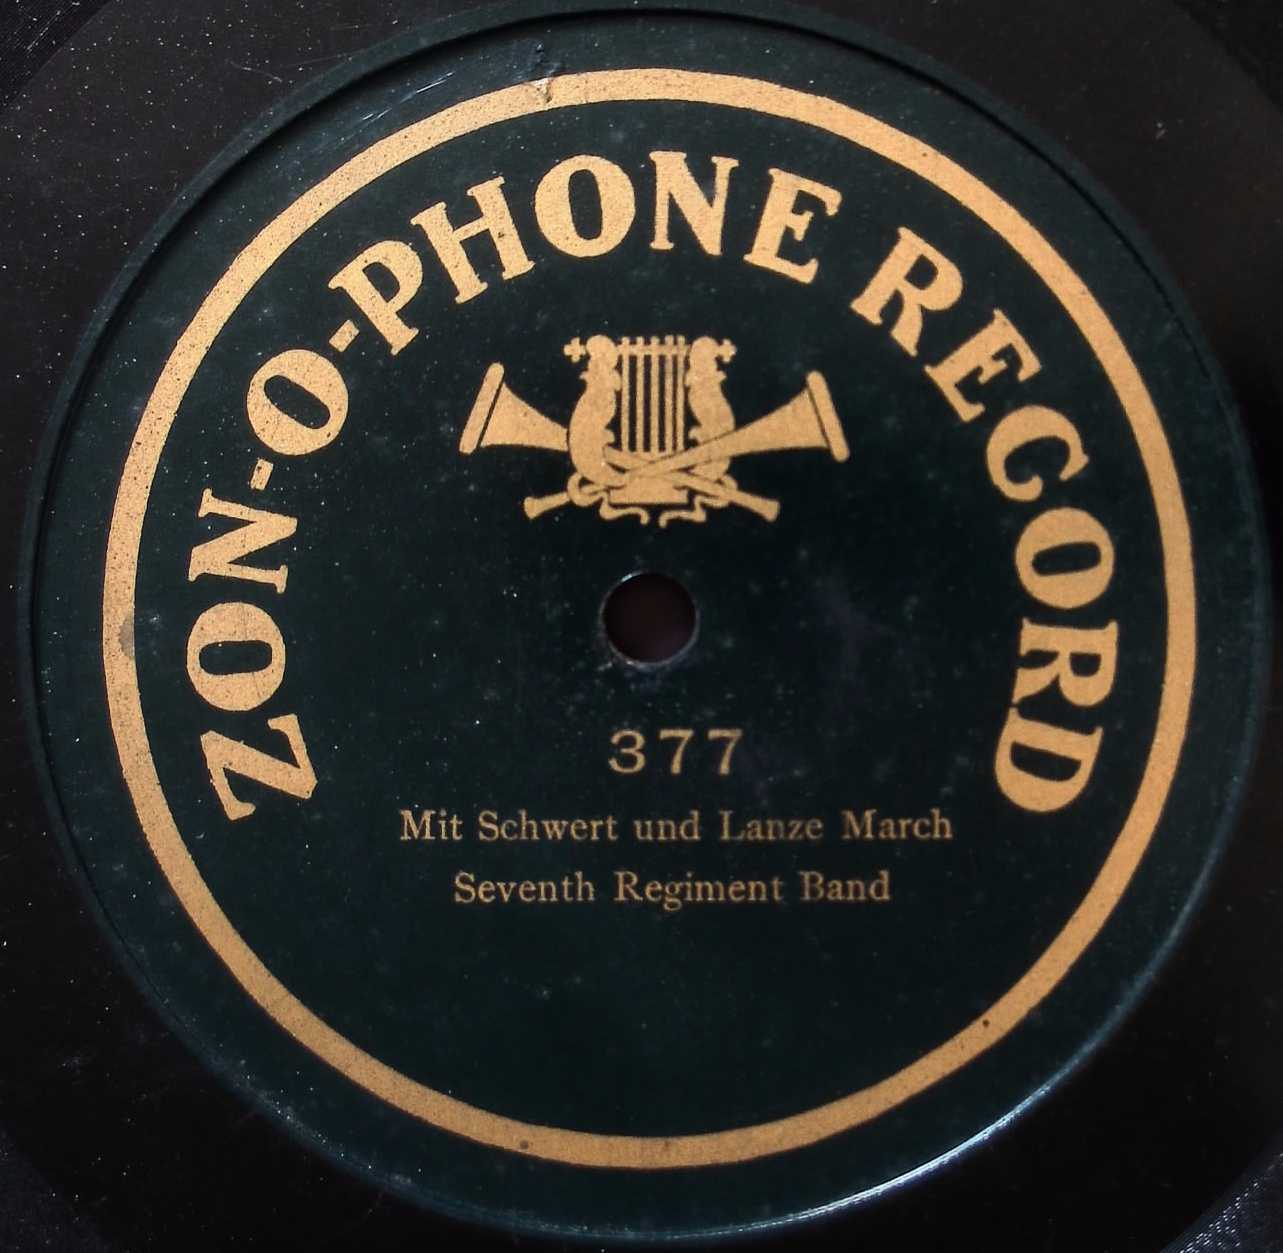 ZON-O-PHONE RECORD
377
Mit Schwert und Lanze March
Seventh Regiment Band